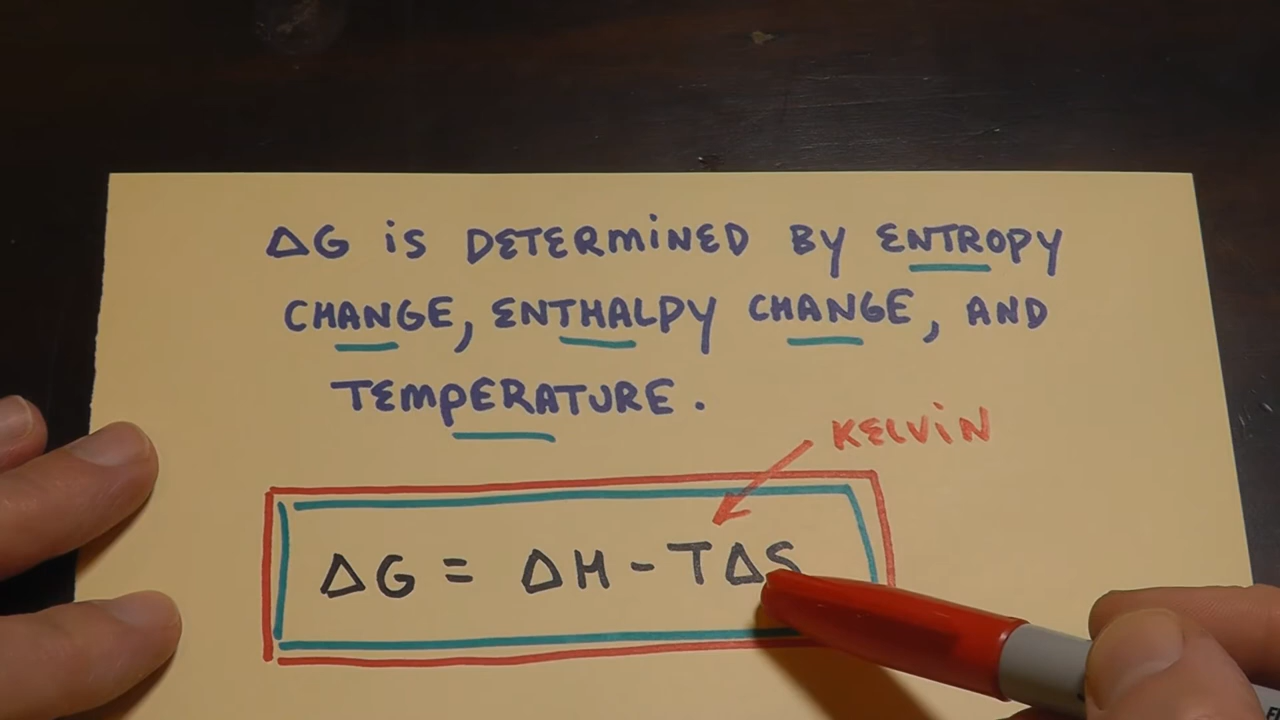 ΔG is DETERMINED BY ENTROPY
CHANGE, ENTHALPY CHANGE, AND
TEMPERATURE.
KELVIN
ΔG = ΔH - TΔS